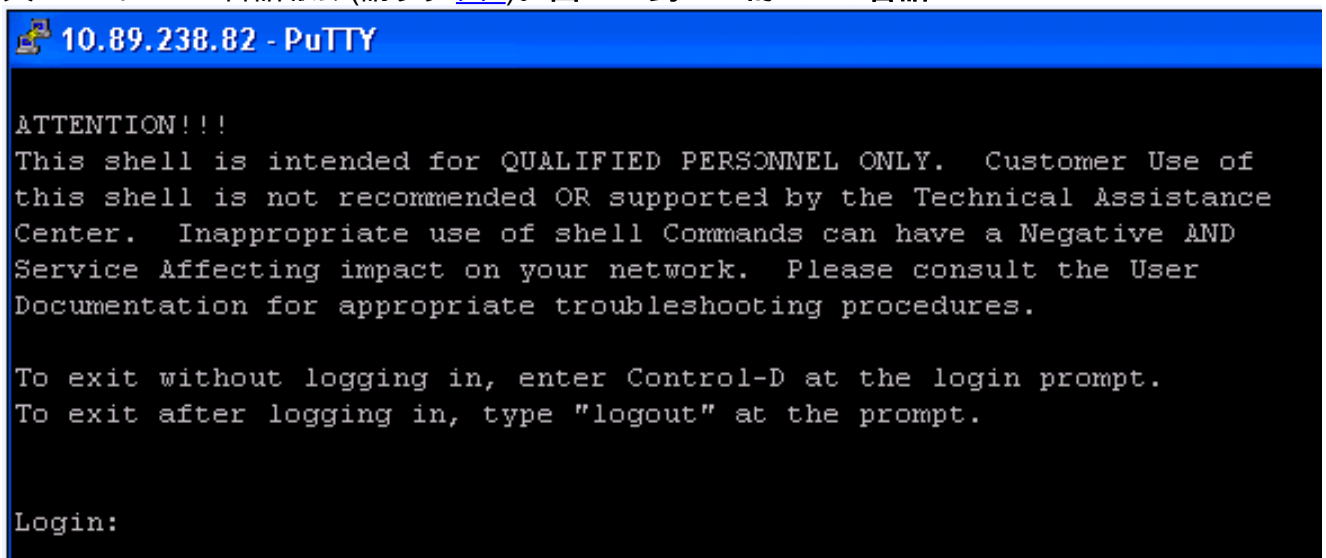 10.89.238.82 - PuTTY
ATTENTION!!!
This shell is intended for QUALIFIED PERSONNEL ONLY. Customer Use of
this shell is not recommended OR supported by the Technical Assistance
Center. Inappropriate use of shell Commands can have a Negative AND
Service Affecting impact on your network. Please consult the User
Documentation for appropriate troubleshooting procedures.
To exit without logging in, enter Control-D at the login prompt.
To exit after logging in, type "logout" at the prompt.
Login: